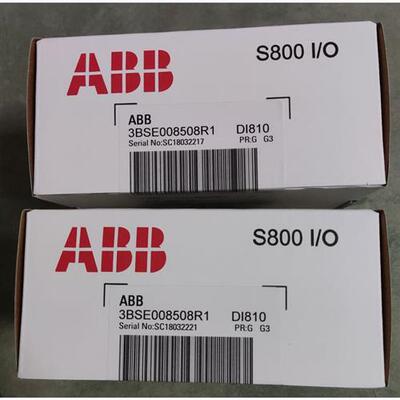 ABB
S800 I/O
ABB
3BSE008508R1 DI810
Serial No:SC18032217 PR:G G3
ABB
S800 I/O
ABB
3BSE008508R1 DI810
Serial No:SC18032221 PR:G G3